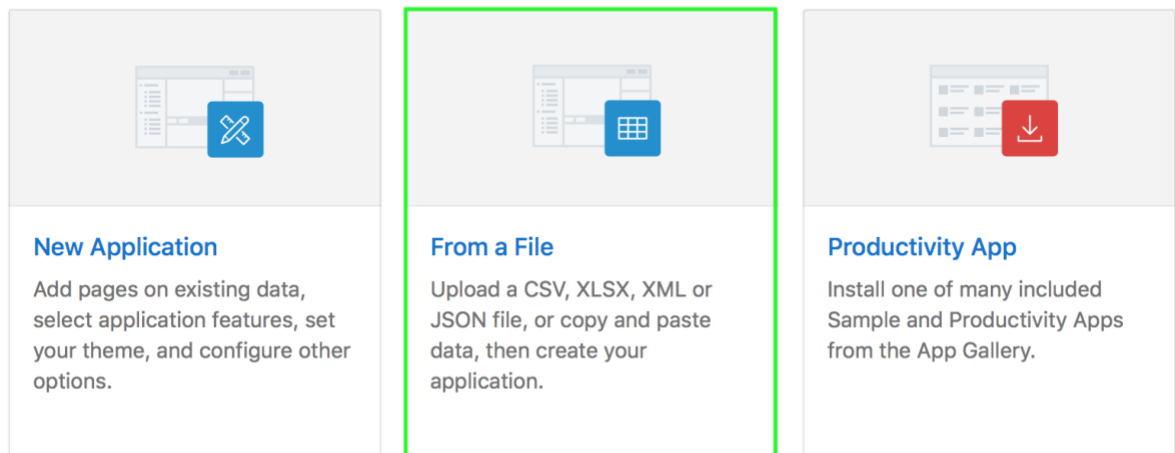 New Application
Add pages on existing data,
select application features, set
your theme, and configure other
options.
From a File
Upload a CSV, XLSX, XML or
JSON file, or copy and paste
data, then create your
application.
Productivity App
Install one of many included
Sample and Productivity Apps
from the App Gallery.